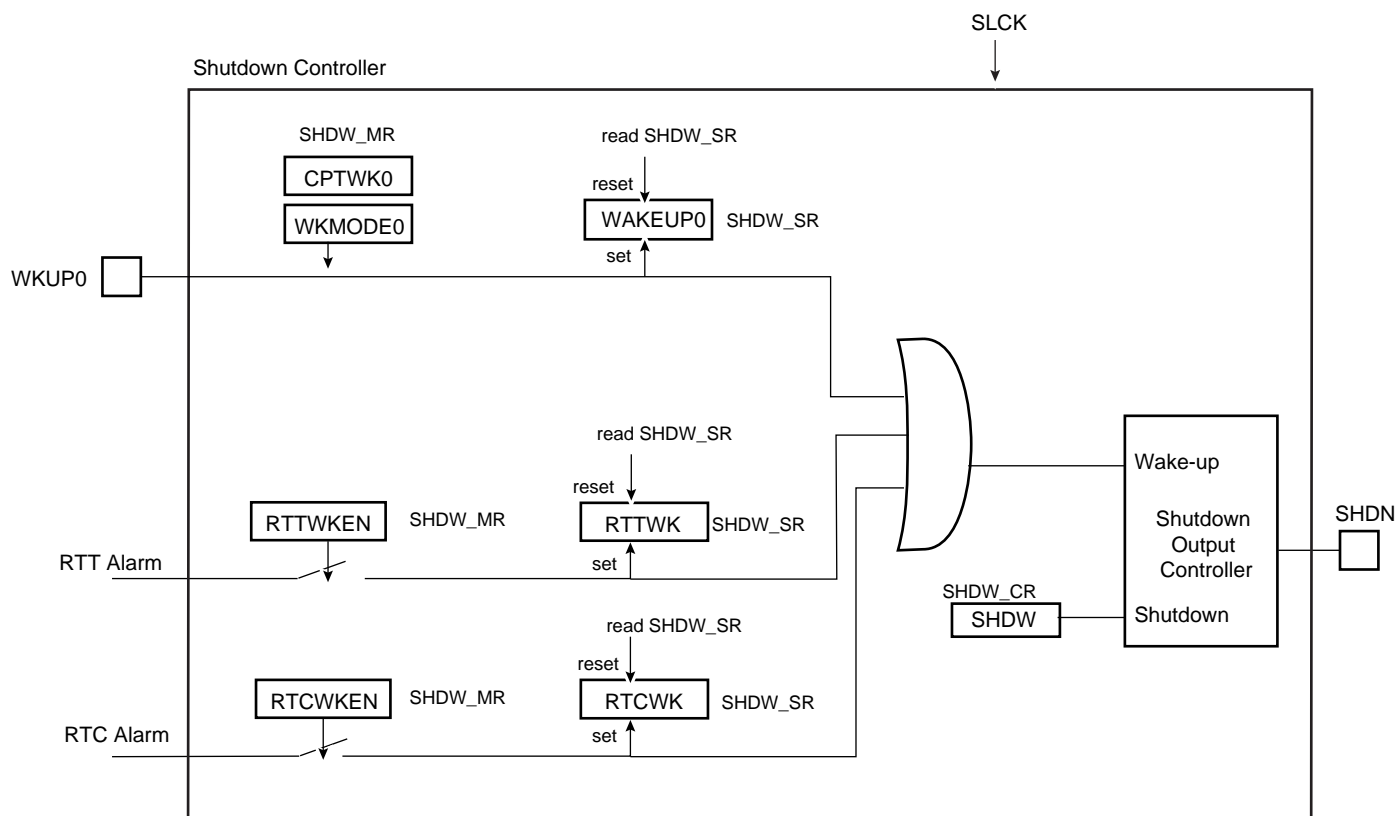 SLCK
Shutdown Controller
SHDW_MR
CPTWK0
WKMODE0
read SHDW_SR
reset
WAKEUP0
SHDW_SR
set
WKUP0
read SHDW_SR
reset
RTTWKEN
SHDW_MR
RTTWK
SHDW_SR
set
RTT Alarm
read SHDW_SR
reset
RTCWKEN
SHDW_MR
RTCWK
SHDW_SR
set
RTC Alarm
Wake-up
Shutdown
Output
Controller
SHDW_CR
SHDW
Shutdown
SHDN